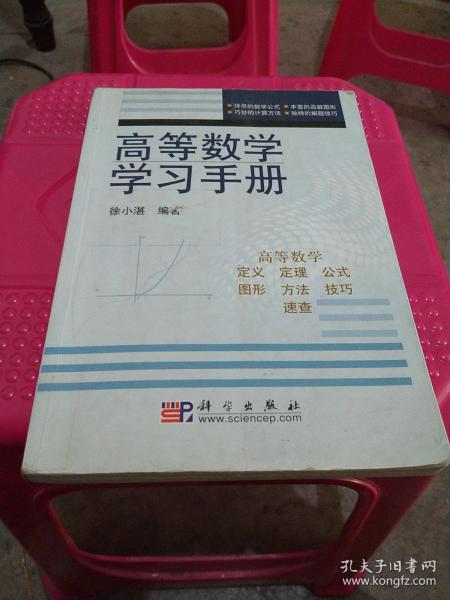 ★ 详尽的数学公式 ★ 丰富的函数图形
★ 巧妙的计算方法 ★ 独特的解题技巧
高等数学
学习手册
徐小湛 编著
高等数学
定义 定理 公式
图形 方法 技巧
速查
SP 科学出版社
www.sciencep.com
孔夫子旧书网
www.kongfz.com